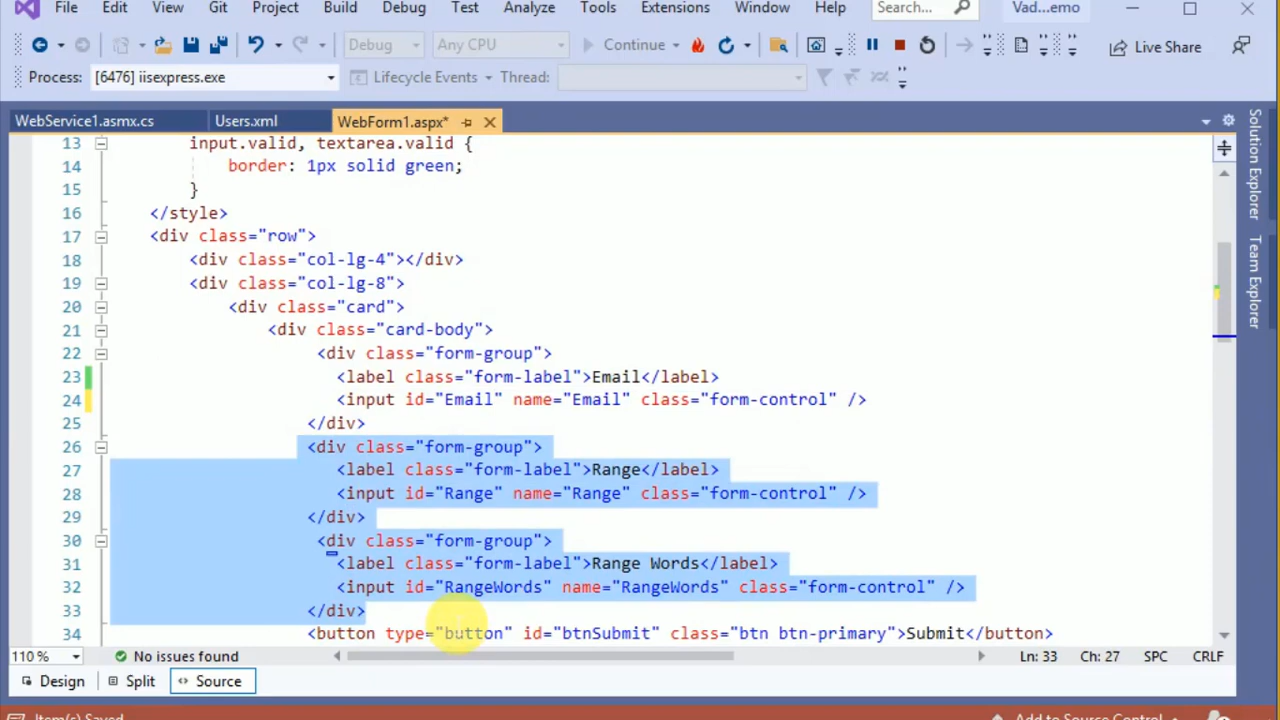 File Edit View Project Build Debug Test Analyze Tools Extensions Window Help Search... Vad...emo
Debug Any CPU Continue Live Share
Process: [6476] iisexpress.exe Lifecycle Events Thread:
WebService1.asmx.cs Users.xml WebForm1.aspx*
Solution Explorer
Team Explorer
13 input.valid, textarea.valid {
14 border: 1px solid green;
15 }
16 </style>
17 <div class="row">
18 <div class="col-lg-4"></div>
19 <div class="col-lg-8">
20 <div class="card">
21 <div class="card-body">
22 <div class="form-group">
23 <label class="form-label">Email</label>
24 <input id="Email" name="Email" class="form-control" />
25 </div>
26 <div class="form-group">
27 <label class="form-label">Range</label>
28 <input id="Range" name="Range" class="form-control" />
29 </div>
30 <div class="form-group">
31 <label class="form-label">Range Words</label>
32 <input id="RangeWords" name="RangeWords" class="form-control" />
33 </div>
34 <button type="button" id="btnSubmit" class="btn btn-primary">Submit</button>
110 % No issues found Ln: 33 Ch: 27 SPC CRLF
Design Split Source
Item(s) Saved Add to Source Control